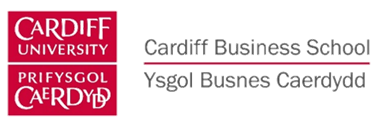 CARDIFF
UNIVERSITY
PRIFYSGOL
CAERDYDD
Cardiff Business School
Ysgol Busnes Caerdydd